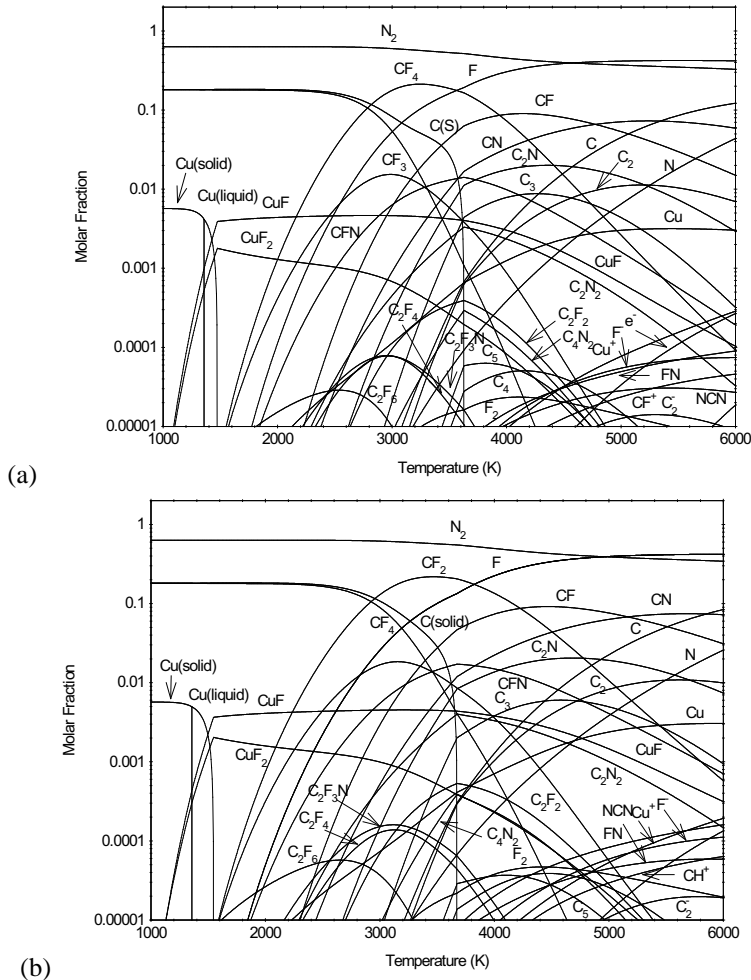 1
0.1
0.01
0.001
0.0001
0.00001
Molar Fraction
N2
CF4
F
C(S)
CF
CN
C2N
C
C2
N
CF3
C3
Cu(solid)
Cu(liquid)
CuF
CFN
CuF2
Cu
CuF
C2N2
C2F4
C2F3N
C2F2
C4N2
Cu+
F-
e-
C5
C4
FN
C2F6
F2
CF+
C2-
NCN
1000 2000 3000 4000 5000 6000
Temperature (K)
(a)
1
0.1
0.01
0.001
0.0001
0.00001
Molar Fraction
N2
CF2
F
CF
CN
CF4
C(solid)
C
C2N
N
Cu(solid)
Cu(liquid)
CuF
CFN
C3
C2
Cu
CuF2
CuF
C2N2
C2F3N
C2F4
C2F6
C2F2
C4N2
F2
NCN
Cu+
F-
FN
CH+
C5
C2-
1000 2000 3000 4000 5000 6000
Temperature (K)
(b)